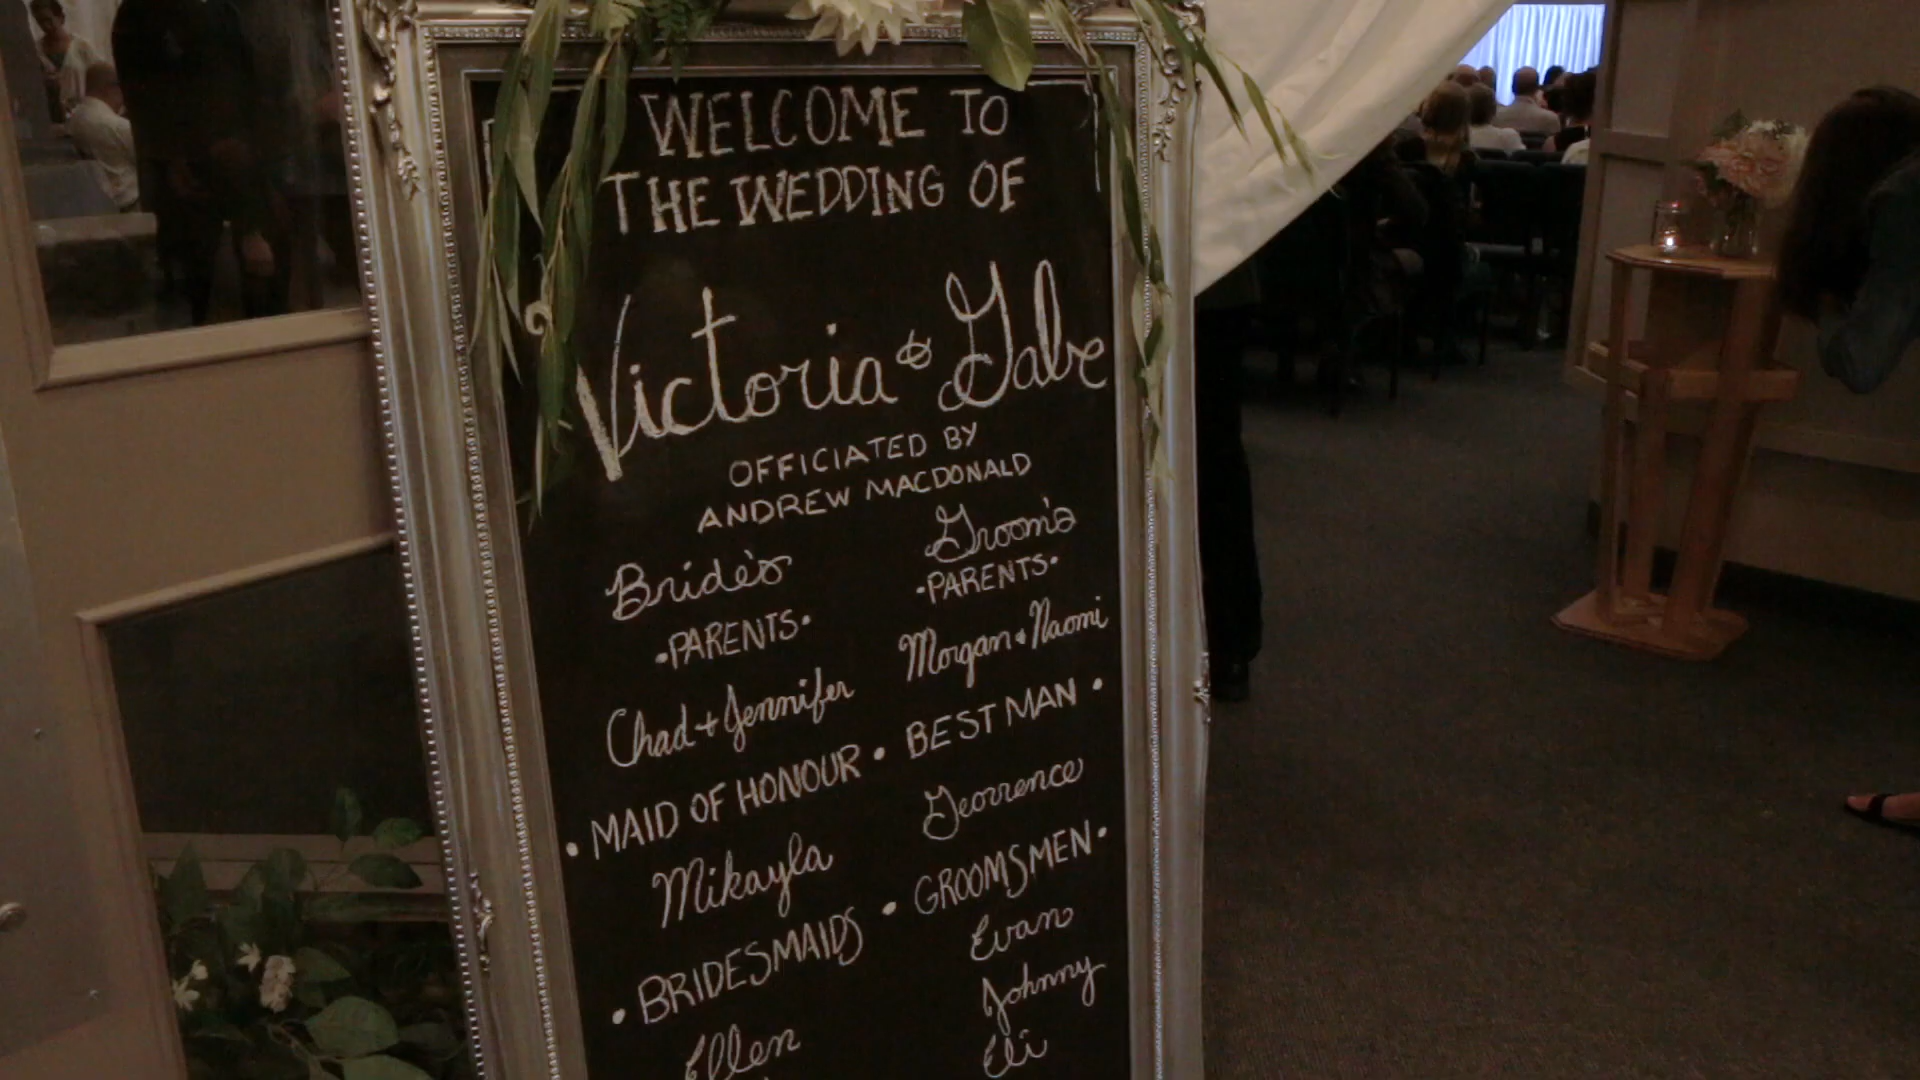 WELCOME TO
THE WEDDING OF
Victoria & Gabe
OFFICIATED BY
ANDREW MACDONALD
Bride's
•PARENTS•
Chad + Jennifer
Groom's
•PARENTS•
Morgan & Naomi
• MAID OF HONOUR • BEST MAN •
Mikayla
Georrence
• BRIDESMAIDS • GROOMSMEN •
Ellen
Evan
Johnny
Eli